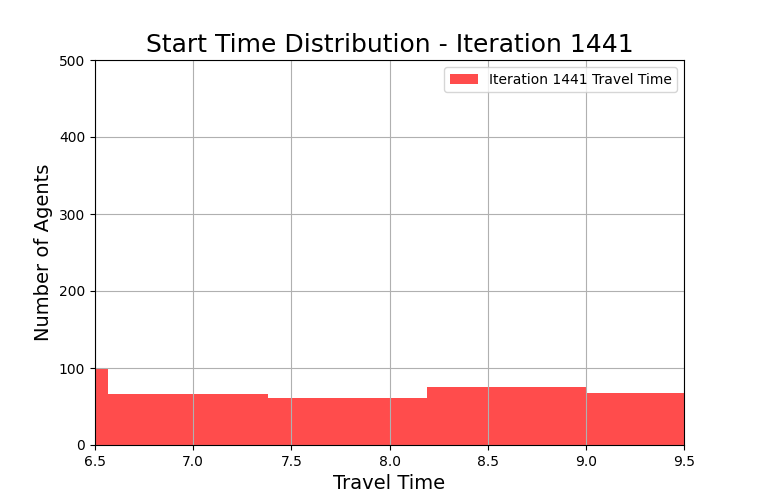 Start Time Distribution - Iteration 1441
500
400
300
200
100
0
Number of Agents
Iteration 1441 Travel Time
6.5 7.0 7.5 8.0 8.5 9.0 9.5
Travel Time